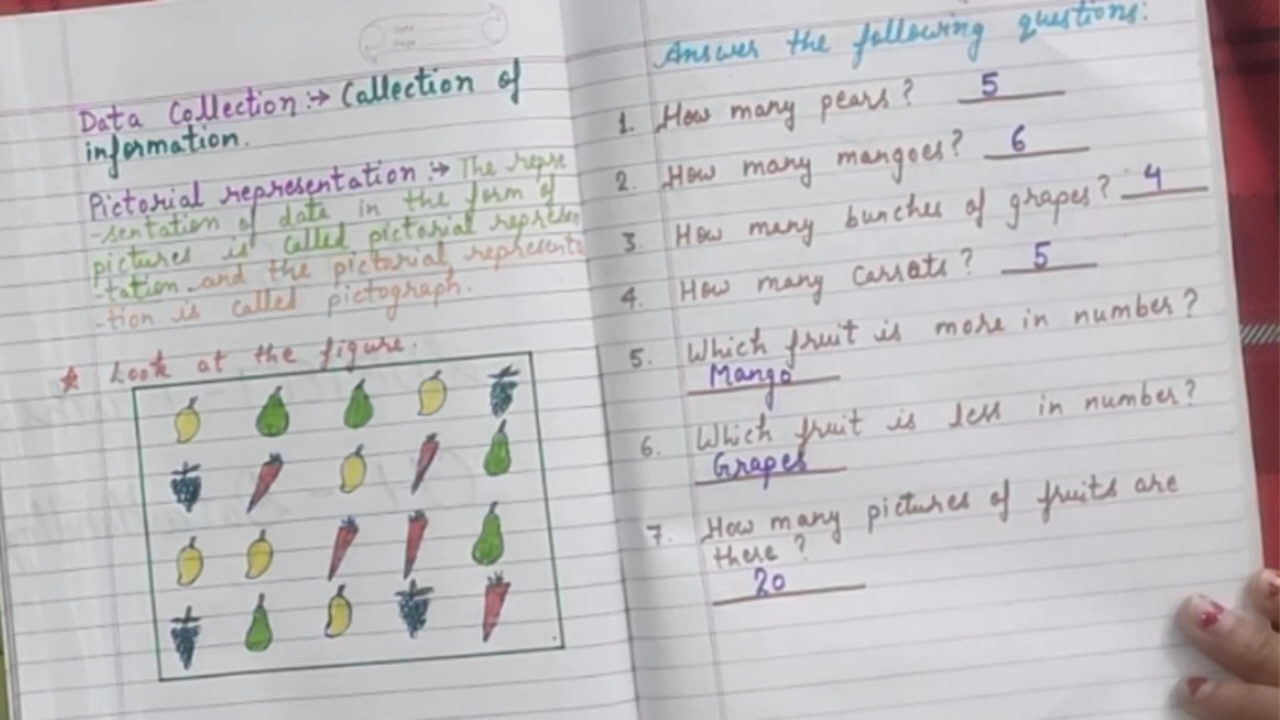 Data Collection :→ Collection of
information.
Pictorial representation :→ The repre
-sentation of data in the form of
pictures is called pictorial represen
-tation and the pictorial representa
-tion is called pictograph.
★ Look at the figure.
Answer the following questions:
1. How many pears? 5
2. How many mangoes? 6
3. How many bunches of grapes? 4
4. How many carrots? 5
5. Which fruit is more in number?
Mango
6. Which fruit is less in number?
Grapes
7. How many pictures of fruits are
there?
20